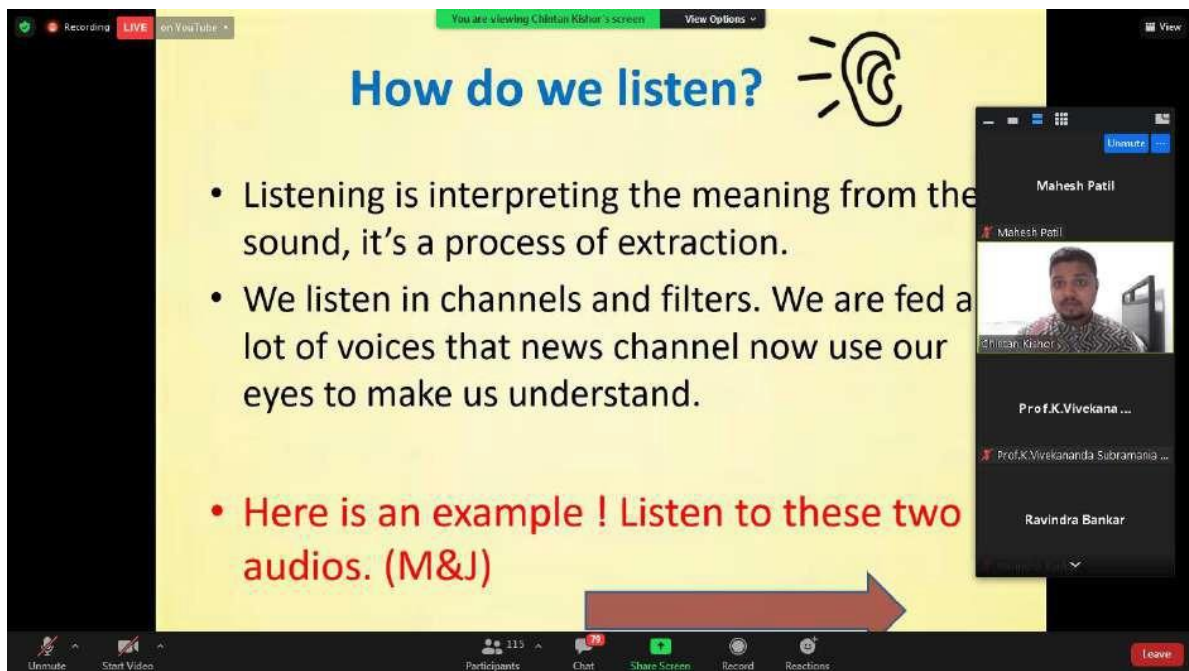 Recording LIVE on YouTube
You are viewing Chintan Kishor's screen View Options
View
How do we listen?
• Listening is interpreting the meaning from the
sound, it's a process of extraction.
• We listen in channels and filters. We are fed a
lot of voices that news channel now use our
eyes to make us understand.
• Here is an example ! Listen to these two
audios. (M&J)
Unmute ...
Mahesh Patil
Mahesh Patil
Chintan Kishor
Prof.K.Vivekana ...
Prof.K.Vivekananda Subramania ...
Ravindra Bankar
Unmute
Start Video
115
Participants
79
Chat
Share Screen
Record
Reactions
Leave